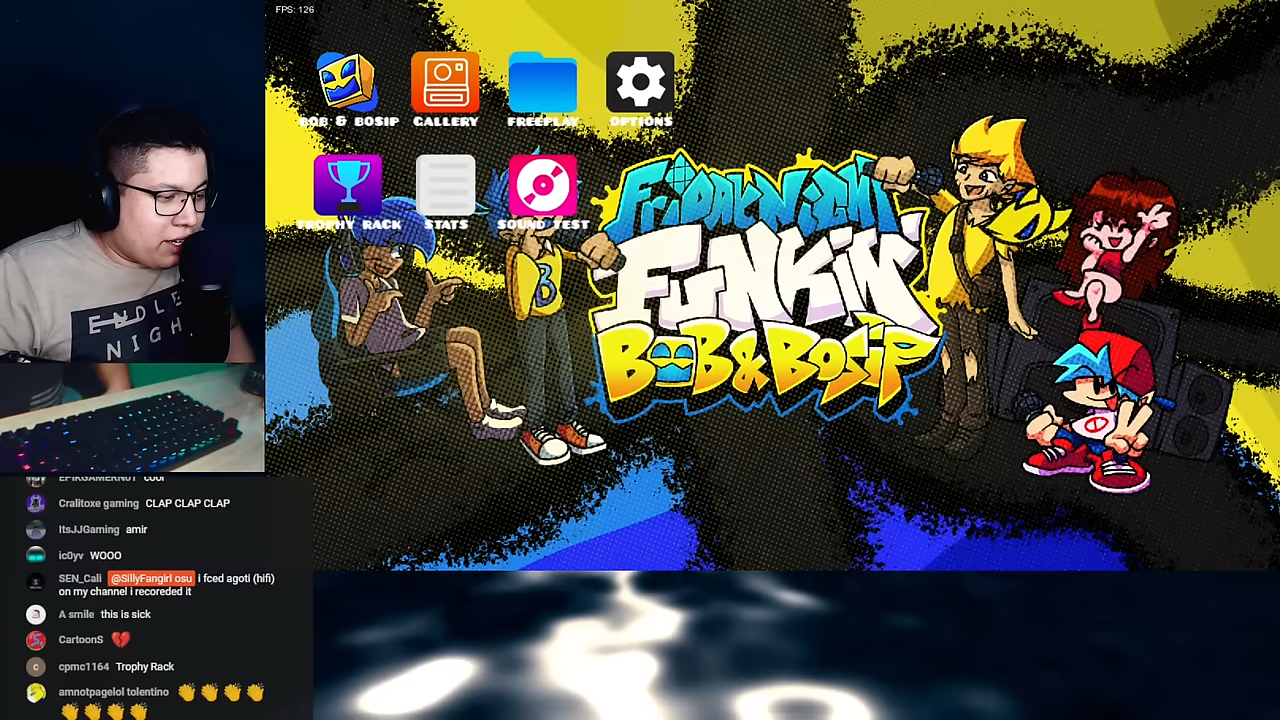 FPS: 126
BOB & BOSIP
GALLERY
FREEPLAY
OPTIONS
TROPHY RACK
STATS
SOUND TEST
FRiDAY NiGHT
FUNKiN'
BOB & BOSiP
B
ENDLE
NIGH
EPIKGAMER01 cool
Cralitoxe gaming CLAP CLAP CLAP
ItsJJGaming amir
ic0yv WOOO
SEN_Cali @SillyFangirl osu i fced agoti (hifi)
on my channel i recoreded it
A smile this is sick
CartoonS 💔
cpmc1164 Trophy Rack
amnotpagelol tolentino 👏 👏 👏 👏
👏 👏 👏 👏